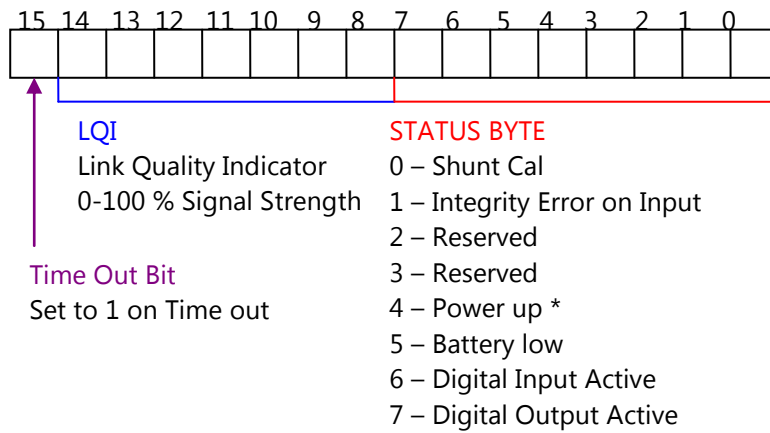 15 14 13 12 11 10 9 8 7 6 5 4 3 2 1 0
LQI
Link Quality Indicator
0-100 % Signal Strength
Time Out Bit
Set to 1 on Time out
STATUS BYTE
0 – Shunt Cal
1 – Integrity Error on Input
2 – Reserved
3 – Reserved
4 – Power up *
5 – Battery low
6 – Digital Input Active
7 – Digital Output Active